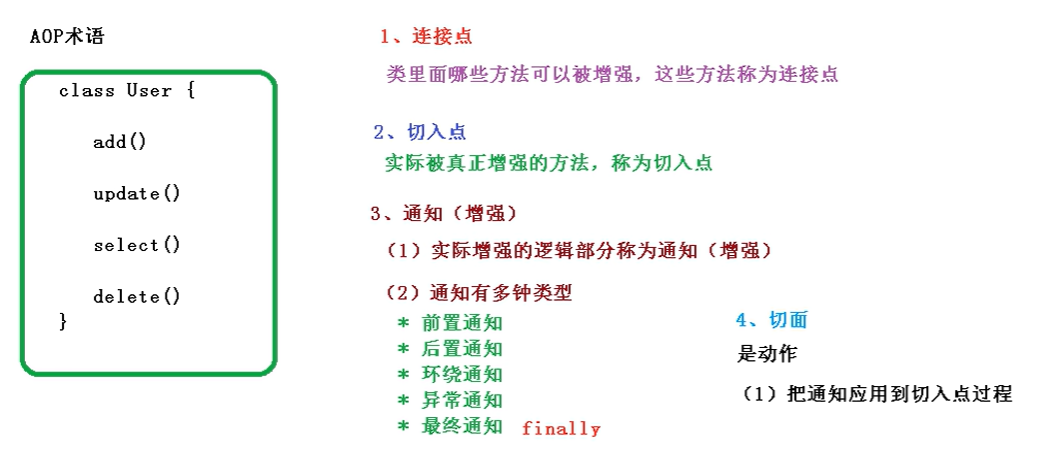 AOP术语
class User {
add()
update()
select()
delete()
}
1、连接点
类里面哪些方法可以被增强，这些方法称为连接点
2、切入点
实际被真正增强的方法，称为切入点
3、通知（增强）
（1）实际增强的逻辑部分称为通知（增强）
（2）通知有多钟类型
* 前置通知
* 后置通知
* 环绕通知
* 异常通知
* 最终通知 finally
4、切面
是动作
（1）把通知应用到切入点过程